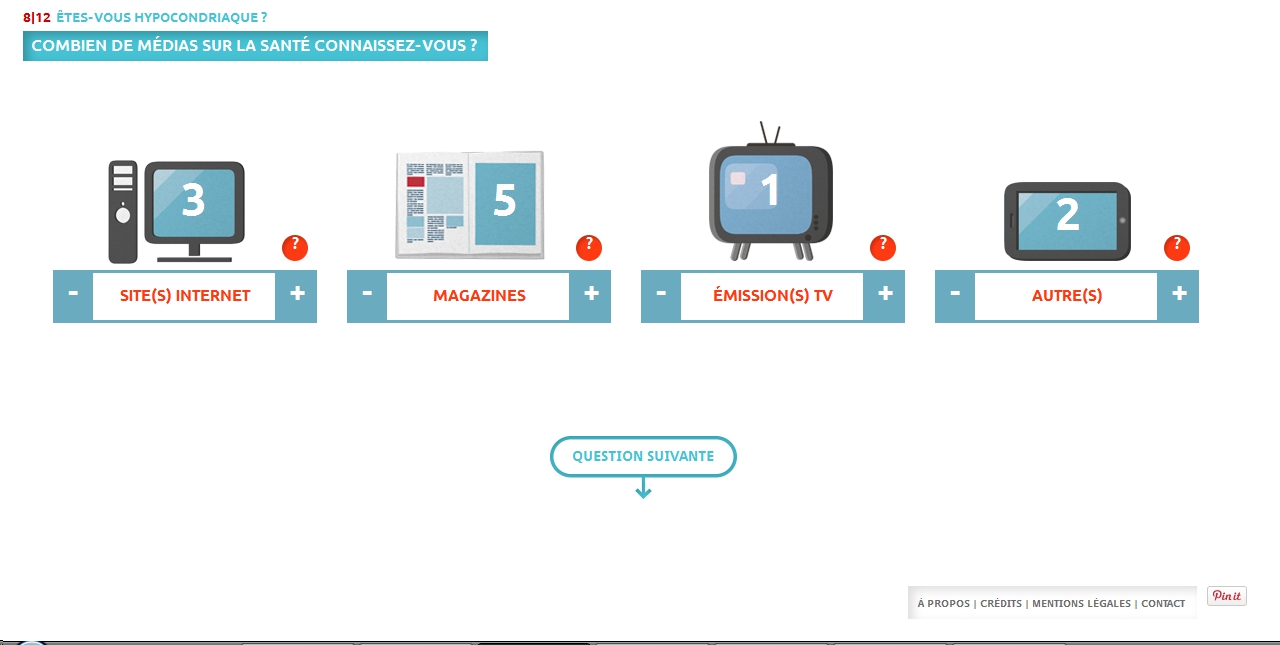 8|12 ÊTES-VOUS HYPOCONDRIAQUE ?
COMBIEN DE MÉDIAS SUR LA SANTÉ CONNAISSEZ-VOUS ?
3
5
1
2
?
?
?
?
- SITE(S) INTERNET +
- MAGAZINES +
- ÉMISSION(S) TV +
- AUTRE(S) +
QUESTION SUIVANTE
À PROPOS | CRÉDITS | MENTIONS LÉGALES | CONTACT
Pin it